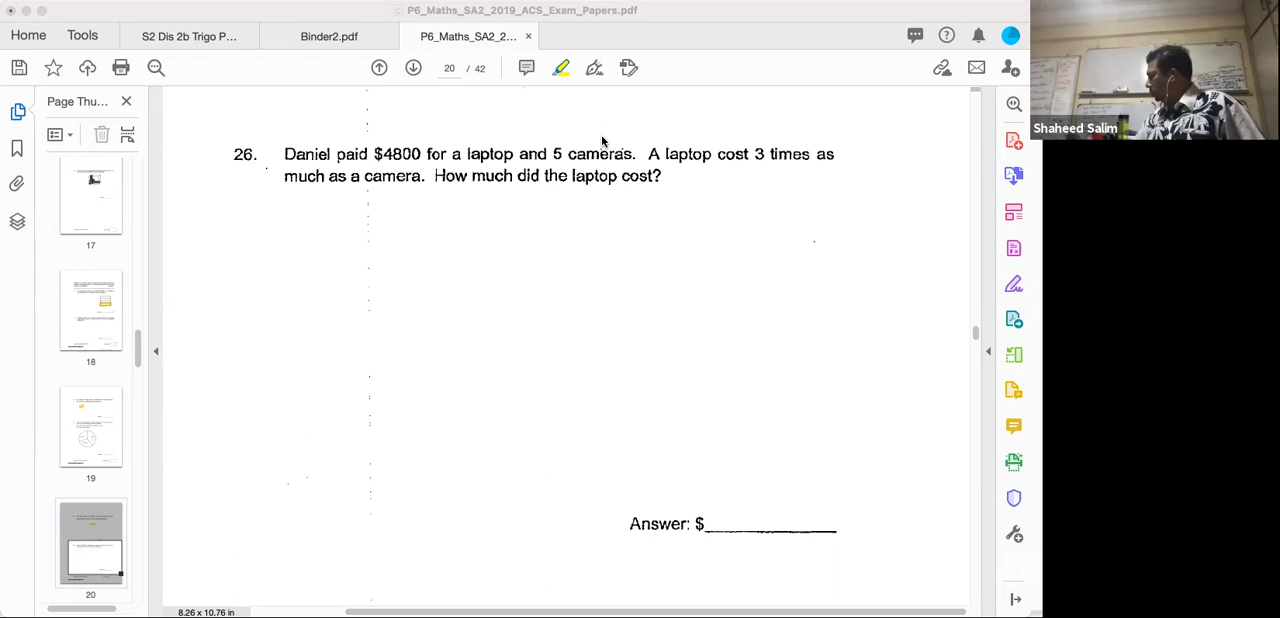 P6_Maths_SA2_2019_ACS_Exam_Papers.pdf
Home
Tools
S2 Dis 2b Trigo P...
Binder2.pdf
P6_Maths_SA2_2... ×
20 / 42
Page Thu...
17
18
19
20
26. Daniel paid $4800 for a laptop and 5 cameras. A laptop cost 3 times as
much as a camera. How much did the laptop cost?
Answer: $
8.26 x 10.76 in
Shaheed Salim